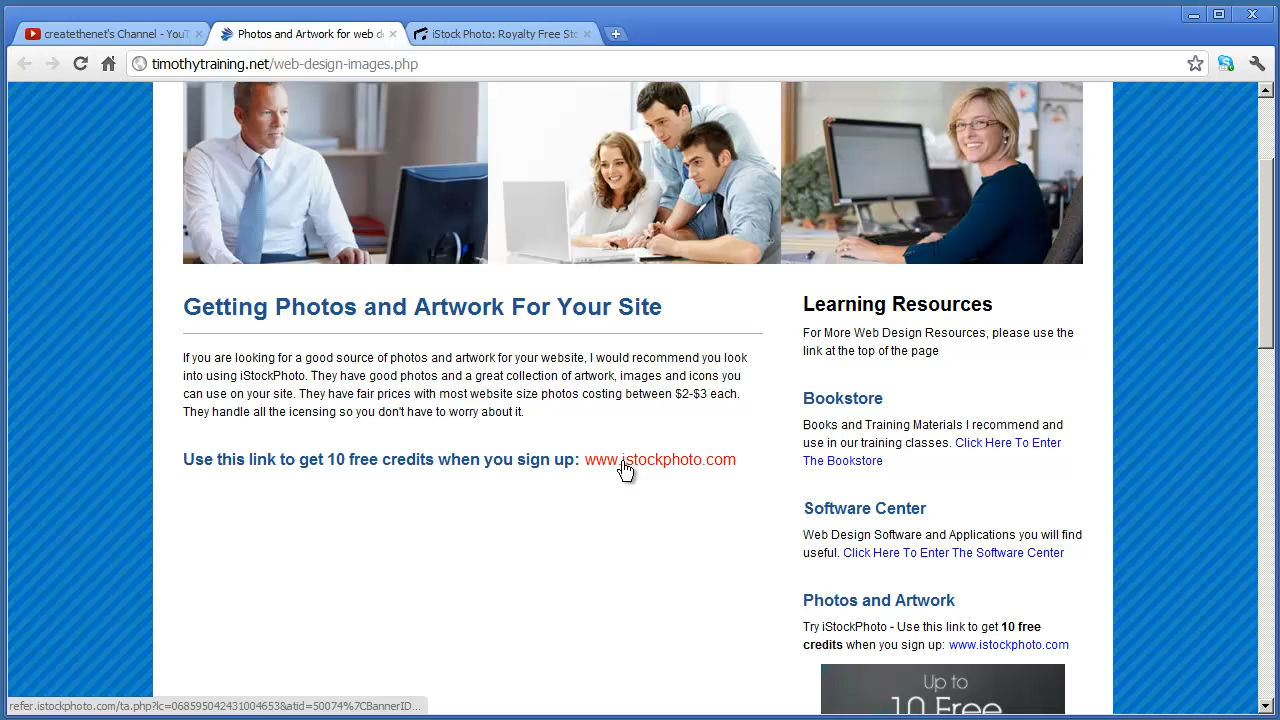 createthenet's Channel - YouT
Photos and Artwork for web d
iStock Photo: Royalty Free Sto
timothytraining.net/web-design-images.php
Getting Photos and Artwork For Your Site
If you are looking for a good source of photos and artwork for your website, I would recommend you look
into using iStockPhoto. They have good photos and a great collection of artwork, images and icons you
can use on your site. They have fair prices with most website size photos costing between $2-$3 each.
They handle all the icensing so you don't have to worry about it.
Use this link to get 10 free credits when you sign up: www.istockphoto.com
Learning Resources
For More Web Design Resources, please use the
link at the top of the page
Bookstore
Books and Training Materials I recommend and
use in our training classes. Click Here To Enter
The Bookstore
Software Center
Web Design Software and Applications you will find
useful. Click Here To Enter The Software Center
Photos and Artwork
Try iStockPhoto - Use this link to get 10 free
credits when you sign up: www.istockphoto.com
Up to
10 Free
refer.istockphoto.com/ta.php?lc=068595062431004653&atid=50074%7CBannerID...